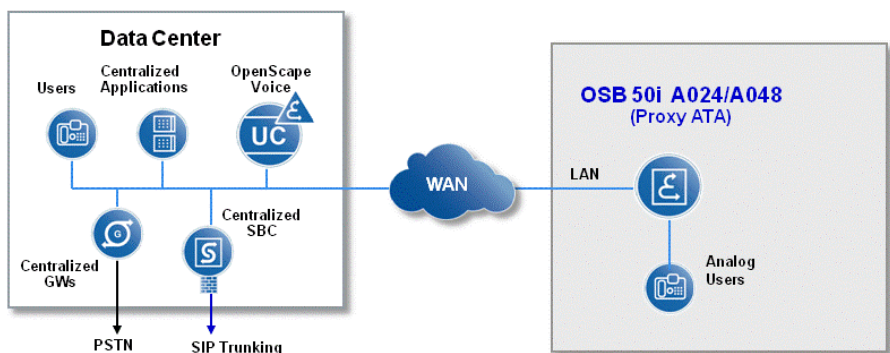 Data Center
Users
Centralized
Applications
OpenScape
Voice
UC
Centralized
GWs
G
Centralized
SBC
S
PSTN
SIP Trunking
WAN
OSB 50i A024/A048
(Proxy ATA)
LAN
Analog
Users